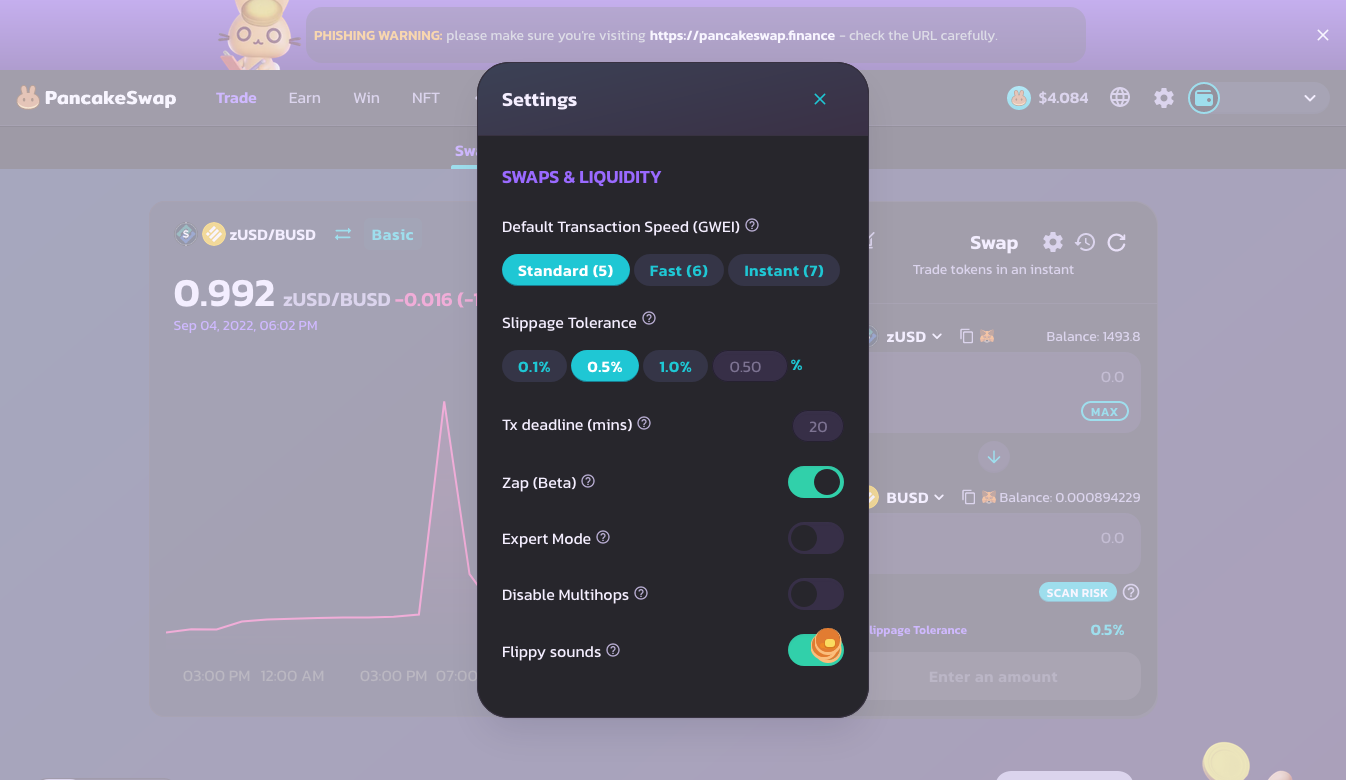 PHISHING WARNING: please make sure you're visiting https://pancakeswap.finance - check the URL carefully.
PancakeSwap Trade Earn Win NFT $4.084
Settings
SWAPS & LIQUIDITY
Default Transaction Speed (GWEI)
Standard (5) Fast (6) Instant (7)
Slippage Tolerance
0.1% 0.5% 1.0% 0.50 %
Tx deadline (mins) 20
Zap (Beta)
Expert Mode
Disable Multihops
Flippy sounds
S zUSD/BUSD Basic
0.992 zUSD/BUSD -0.016
Sep 04, 2022, 06:02 PM
03:00 PM 12:00 AM 03:00 PM 07:00
Swap
Trade tokens in an instant
zUSD Balance: 1493.8
0.0
MAX
BUSD Balance: 0.000894229
0.0
SCAN RISK
lippage Tolerance 0.5%
Enter an amount